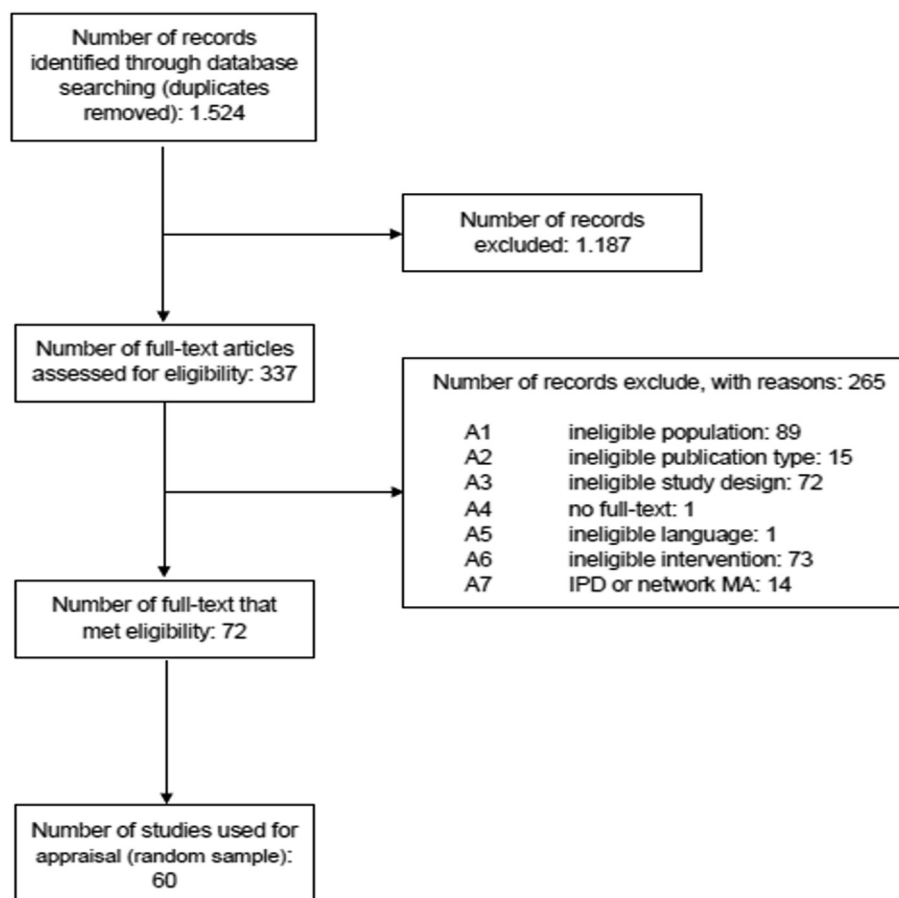 Number of records
identified through database
searching (duplicates
removed): 1.524
Number of records
excluded: 1.187
Number of full-text articles
assessed for eligibility: 337
Number of records exclude, with reasons: 265
A1 ineligible population: 89
A2 ineligible publication type: 15
A3 ineligible study design: 72
A4 no full-text: 1
A5 ineligible language: 1
A6 ineligible intervention: 73
A7 IPD or network MA: 14
Number of full-text that
met eligibility: 72
Number of studies used for
appraisal (random sample):
60